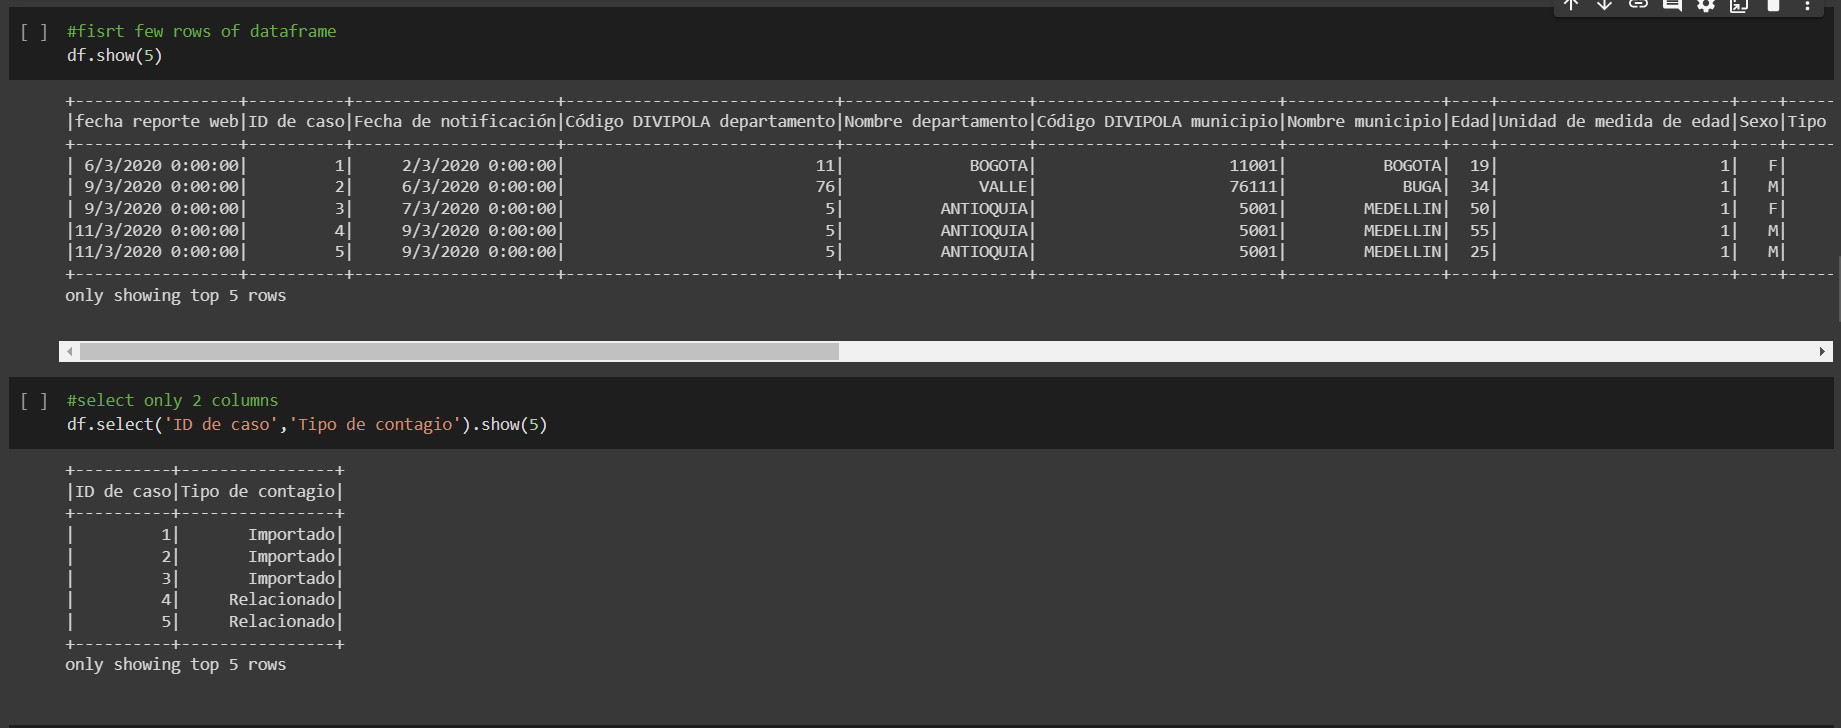 [ ] #fisrt few rows of dataframe
df.show(5)
+-----------------+----------+---------------------+----------------------------+-------------------+-------------------------+----------------+----+------------------------+----+-----
|fecha reporte web|ID de caso|Fecha de notificación|Código DIVIPOLA departamento|Nombre departamento|Código DIVIPOLA municipio|Nombre municipio|Edad|Unidad de medida de edad|Sexo|Tipo
+-----------------+----------+---------------------+----------------------------+-------------------+-------------------------+----------------+----+------------------------+----+-----
| 6/3/2020 0:00:00|         1|     2/3/2020 0:00:00|                          11|             BOGOTA|                    11001|          BOGOTA|  19|                       1|   F|
| 9/3/2020 0:00:00|         2|     6/3/2020 0:00:00|                          76|              VALLE|                    76111|            BUGA|  34|                       1|   M|
| 9/3/2020 0:00:00|         3|     7/3/2020 0:00:00|                           5|          ANTIOQUIA|                     5001|        MEDELLIN|  50|                       1|   F|
|11/3/2020 0:00:00|         4|     9/3/2020 0:00:00|                           5|          ANTIOQUIA|                     5001|        MEDELLIN|  55|                       1|   M|
|11/3/2020 0:00:00|         5|     9/3/2020 0:00:00|                           5|          ANTIOQUIA|                     5001|        MEDELLIN|  25|                       1|   M|
+-----------------+----------+---------------------+----------------------------+-------------------+-------------------------+----------------+----+------------------------+----+-----
only showing top 5 rows
[ ] #select only 2 columns
df.select('ID de caso','Tipo de contagio').show(5)
+----------+----------------+
|ID de caso|Tipo de contagio|
+----------+----------------+
|         1|       Importado|
|         2|       Importado|
|         3|       Importado|
|         4|     Relacionado|
|         5|     Relacionado|
+----------+----------------+
only showing top 5 rows